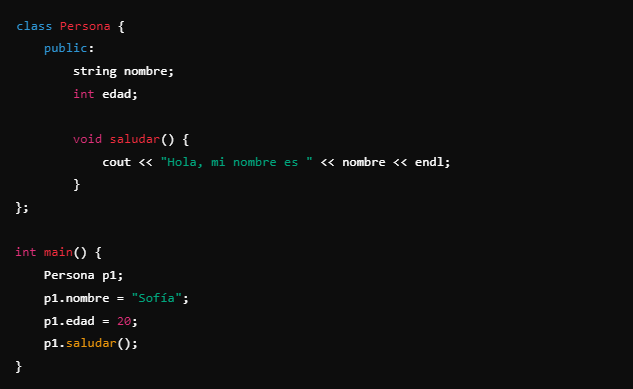 class Persona {
    public:
        string nombre;
        int edad;

        void saludar() {
            cout << "Hola, mi nombre es " << nombre << endl;
        }
};

int main() {
    Persona p1;
    p1.nombre = "Sofía";
    p1.edad = 20;
    p1.saludar();
}